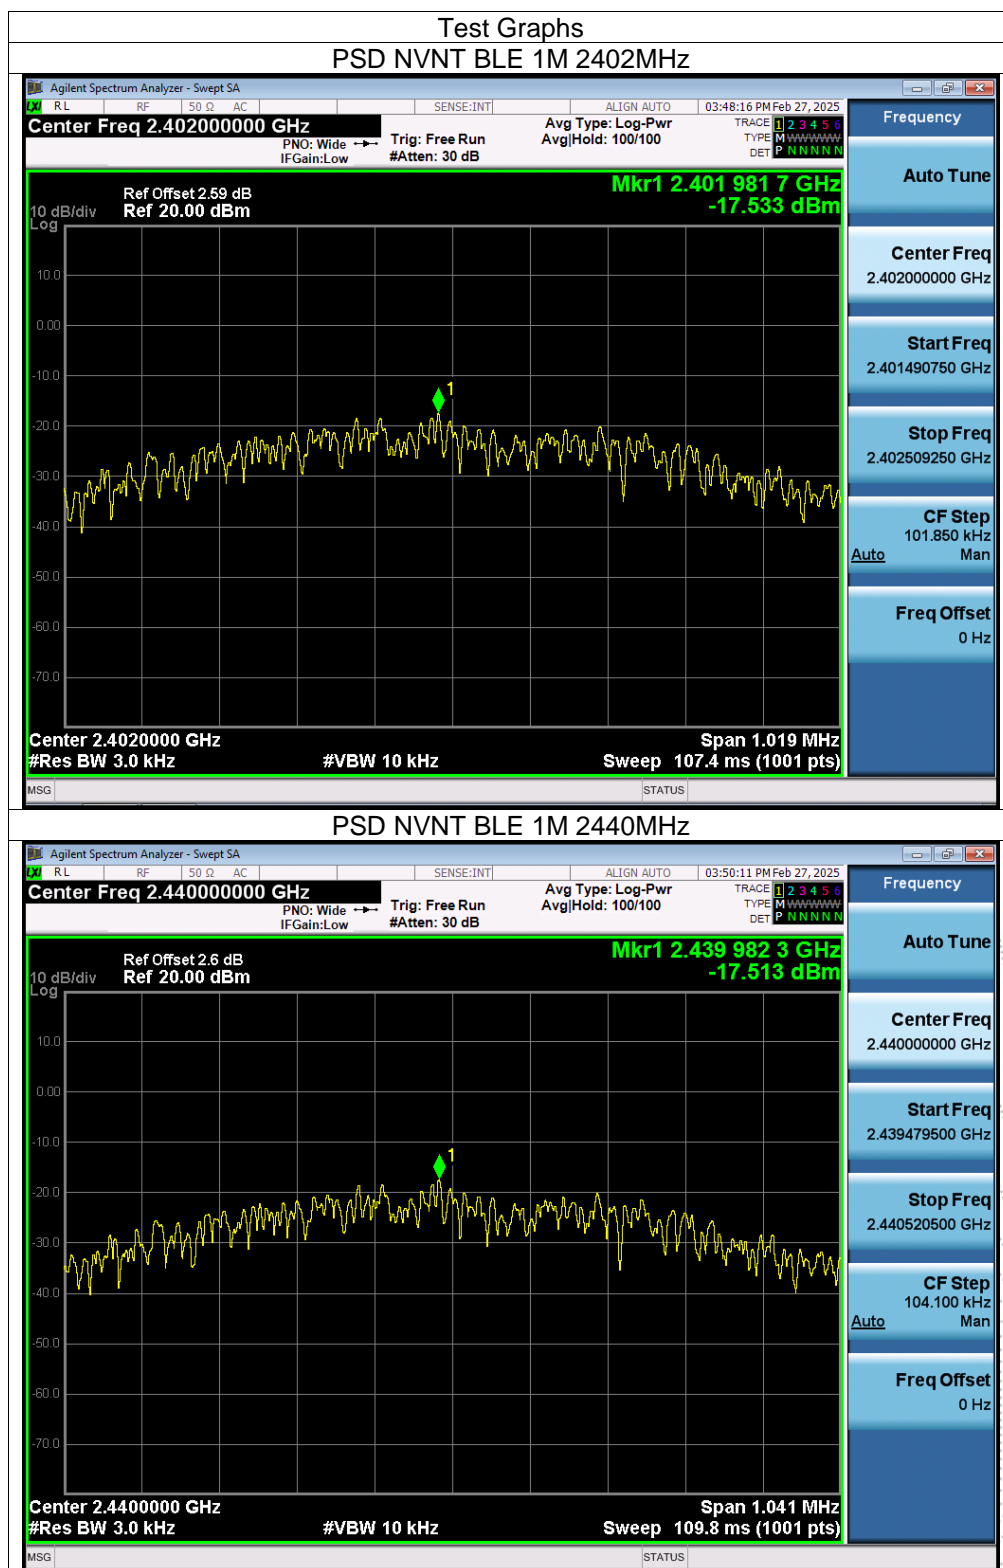 Test Graphs
PSD NVNT BLE 1M 2402MHz
Agilent Spectrum Analyzer - Swept SA
LXI RL RF 50 Ω AC SENSE:INT ALIGN AUTO 03:48:16 PM Feb 27, 2025
Center Freq 2.402000000 GHz
PNO: Wide
IFGain:Low
Trig: Free Run
#Atten: 30 dB
Avg Type: Log-Pwr
Avg|Hold: 100/100
TRACE 1 2 3 4 5 6
TYPE M W W W W W
DET P N N N N N
Frequency
Mkr1 2.401 981 7 GHz
-17.533 dBm
Ref Offset 2.59 dB
10 dB/div Ref 20.00 dBm
Log
10.0
0.00
-10.0
-20.0
-30.0
-40.0
-50.0
-60.0
-70.0
1
Center 2.4020000 GHz Span 1.019 MHz
#Res BW 3.0 kHz #VBW 10 kHz Sweep 107.4 ms (1001 pts)
Auto Tune
Center Freq
2.402000000 GHz
Start Freq
2.401490750 GHz
Stop Freq
2.402509250 GHz
CF Step
101.850 kHz
Auto Man
Freq Offset
0 Hz
MSG STATUS
PSD NVNT BLE 1M 2440MHz
Agilent Spectrum Analyzer - Swept SA
LXI RL RF 50 Ω AC SENSE:INT ALIGN AUTO 03:50:11 PM Feb 27, 2025
Center Freq 2.440000000 GHz
PNO: Wide
IFGain:Low
Trig: Free Run
#Atten: 30 dB
Avg Type: Log-Pwr
Avg|Hold: 100/100
TRACE 1 2 3 4 5 6
TYPE M W W W W W
DET P N N N N N
Frequency
Mkr1 2.439 982 3 GHz
-17.513 dBm
Ref Offset 2.6 dB
10 dB/div Ref 20.00 dBm
Log
10.0
0.00
-10.0
-20.0
-30.0
-40.0
-50.0
-60.0
-70.0
1
Center 2.4400000 GHz Span 1.041 MHz
#Res BW 3.0 kHz #VBW 10 kHz Sweep 109.8 ms (1001 pts)
Auto Tune
Center Freq
2.440000000 GHz
Start Freq
2.439479500 GHz
Stop Freq
2.440520500 GHz
CF Step
104.100 kHz
Auto Man
Freq Offset
0 Hz
MSG STATUS